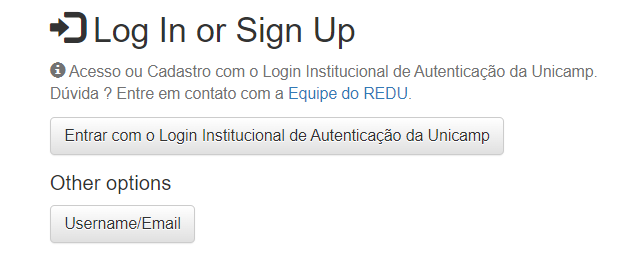 Log In or Sign Up
Acesso ou Cadastro com o Login Institucional de Autenticação da Unicamp.
Dúvida ? Entre em contato com a Equipe do REDU.
Entrar com o Login Institucional de Autenticação da Unicamp
Other options
Username/Email